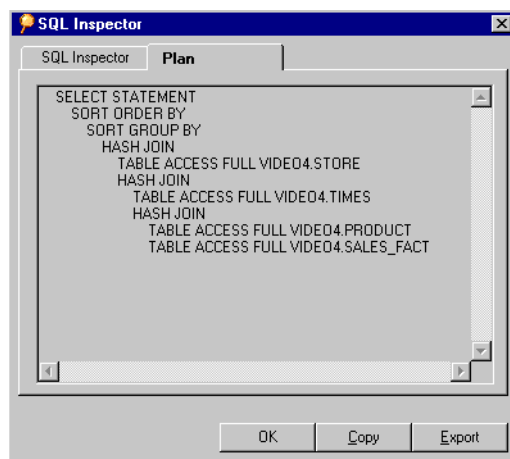 SQL Inspector
SQL Inspector Plan
SELECT STATEMENT
SORT ORDER BY
SORT GROUP BY
HASH JOIN
TABLE ACCESS FULL VIDEO4.STORE
HASH JOIN
TABLE ACCESS FULL VIDEO4.TIMES
HASH JOIN
TABLE ACCESS FULL VIDEO4.PRODUCT
TABLE ACCESS FULL VIDEO4.SALES_FACT
OK Copy Export